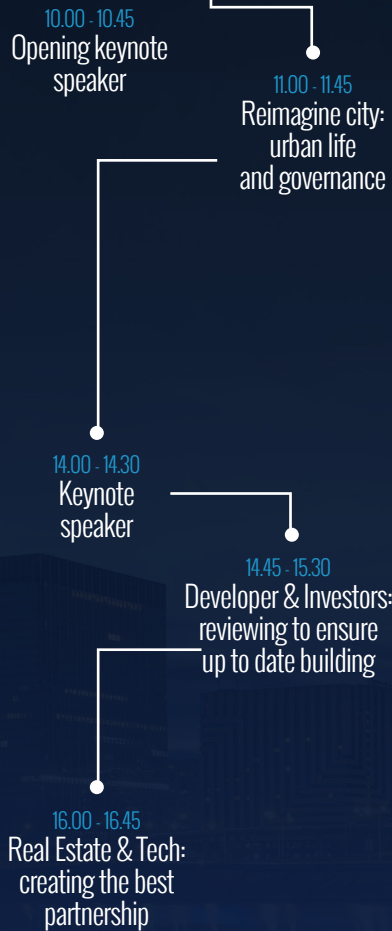 10.00 - 10.45
Opening keynote
speaker
11.00 - 11.45
Reimagine city:
urban life
and governance
14.00 - 14.30
Keynote
speaker
14.45 - 15.30
Developer & Investors:
reviewing to ensure
up to date building
16.00 - 16.45
Real Estate & Tech:
creating the best
partnership